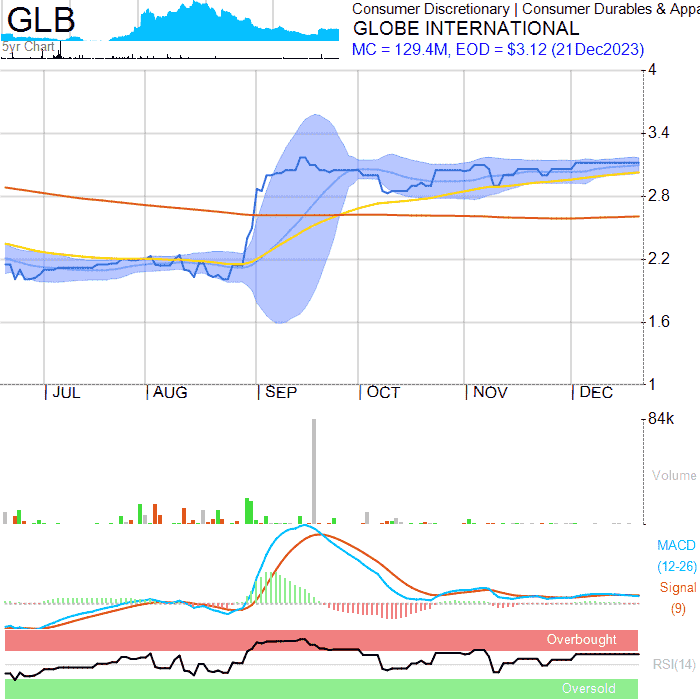 GLB
5yr Chart
Consumer Discretionary | Consumer Durables & Appa
GLOBE INTERNATIONAL
MC = 129.4M, EOD = $3.12 (21Dec2023)
4
3.4
2.8
2.2
1.6
1
JUL AUG SEP OCT NOV DEC
84k
Volume
MACD
(12-26)
Signal
(9)
Overbought
RSI(14)
Oversold